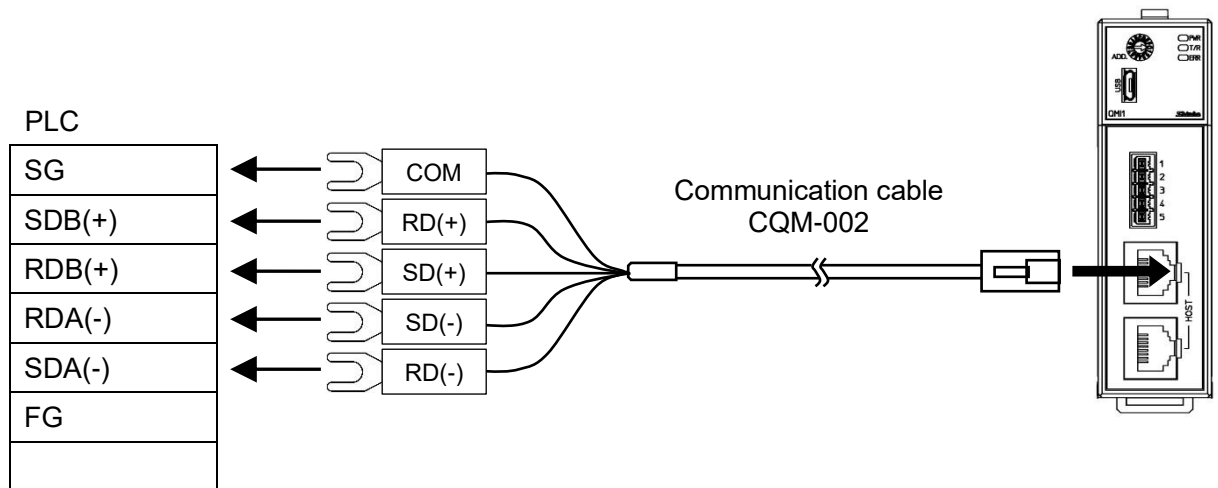 PLC
SG
SDB(+)
RDB(+)
RDA(-)
SDA(-)
FG
COM
RD(+)
SD(+)
SD(-)
RD(-)
Communication cable
CQM-002
PWR
T/R
ERR
ADD.
USB
QMI1
Shinko
1
2
3
4
5
HOST